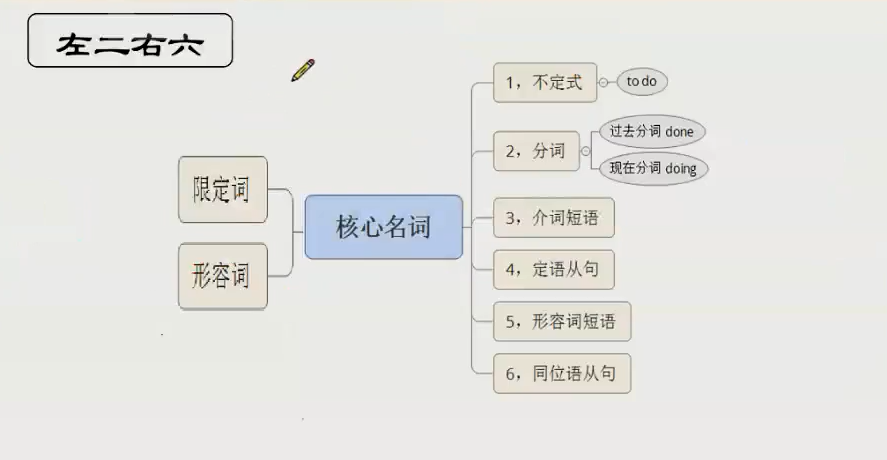 左二右六
限定词
形容词
核心名词
1，不定式
to do
2，分词
过去分词 done
现在分词 doing
3，介词短语
4，定语从句
5，形容词短语
6，同位语从句